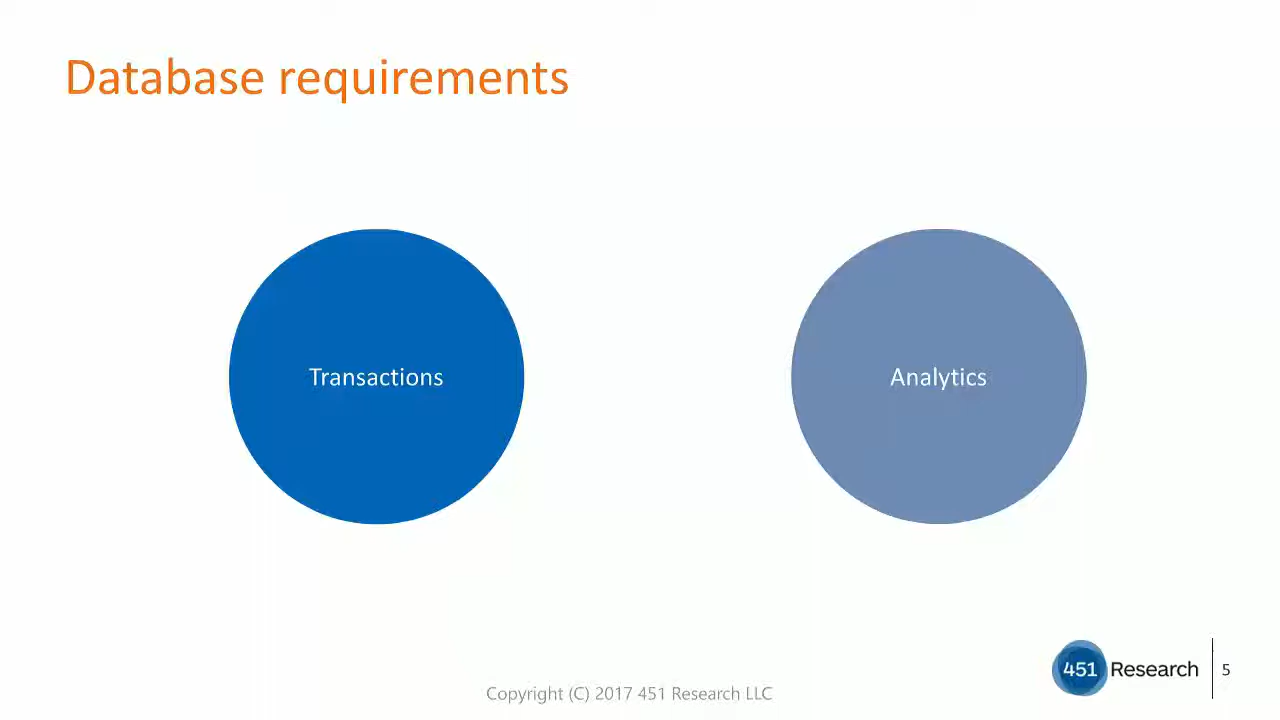 Database requirements
Transactions
Analytics
451 Research
5
Copyright (C) 2017 451 Research LLC